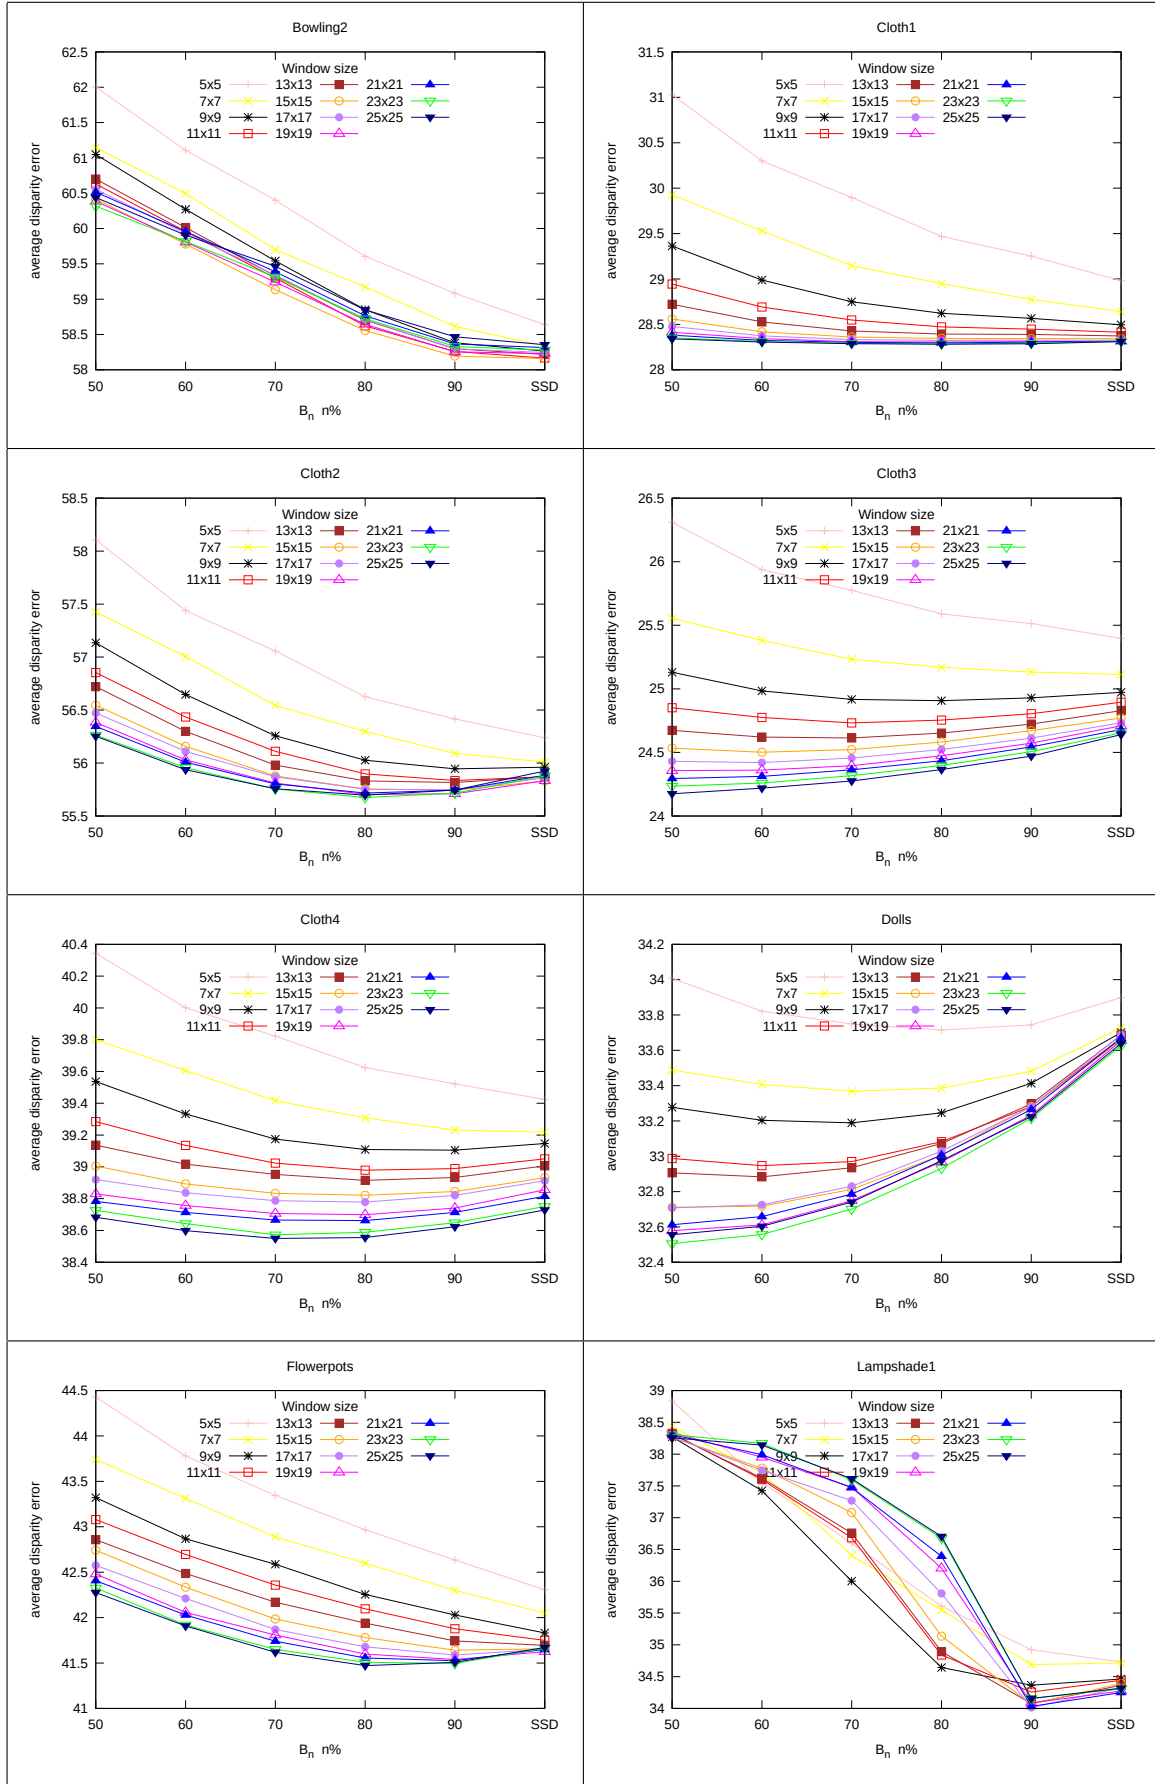 Bowling2
62.5
62
61.5
61
60.5
60
59.5
59
58.5
58
average disparity error
Window size
5x5 13x13 21x21
7x7 15x15 23x23
9x9 17x17 25x25
11x11 19x19
50 60 70 80 90 SSD
Bn n%
Cloth1
31.5
31
30.5
30
29.5
29
28.5
28
average disparity error
Window size
5x5 13x13 21x21
7x7 15x15 23x23
9x9 17x17 25x25
11x11 19x19
50 60 70 80 90 SSD
Bn n%
Cloth2
58.5
58
57.5
57
56.5
56
55.5
average disparity error
Window size
5x5 13x13 21x21
7x7 15x15 23x23
9x9 17x17 25x25
11x11 19x19
50 60 70 80 90 SSD
Bn n%
Cloth3
26.5
26
25.5
25
24.5
24
average disparity error
Window size
5x5 13x13 21x21
7x7 15x15 23x23
9x9 17x17 25x25
11x11 19x19
50 60 70 80 90 SSD
Bn n%
Cloth4
40.4
40.2
40
39.8
39.6
39.4
39.2
39
38.8
38.6
38.4
average disparity error
Window size
5x5 13x13 21x21
7x7 15x15 23x23
9x9 17x17 25x25
11x11 19x19
50 60 70 80 90 SSD
Bn n%
Dolls
34.2
34
33.8
33.6
33.4
33.2
33
32.8
32.6
32.4
average disparity error
Window size
5x5 13x13 21x21
7x7 15x15 23x23
9x9 17x17 25x25
11x11 19x19
50 60 70 80 90 SSD
Bn n%
Flowerpots
44.5
44
43.5
43
42.5
42
41.5
41
average disparity error
Window size
5x5 13x13 21x21
7x7 15x15 23x23
9x9 17x17 25x25
11x11 19x19
50 60 70 80 90 SSD
Bn n%
Lampshade1
39
38.5
38
37.5
37
36.5
36
35.5
35
34.5
34
average disparity error
Window size
5x5 13x13 21x21
7x7 15x15 23x23
9x9 17x17 25x25
11x11 19x19
50 60 70 80 90 SSD
Bn n%